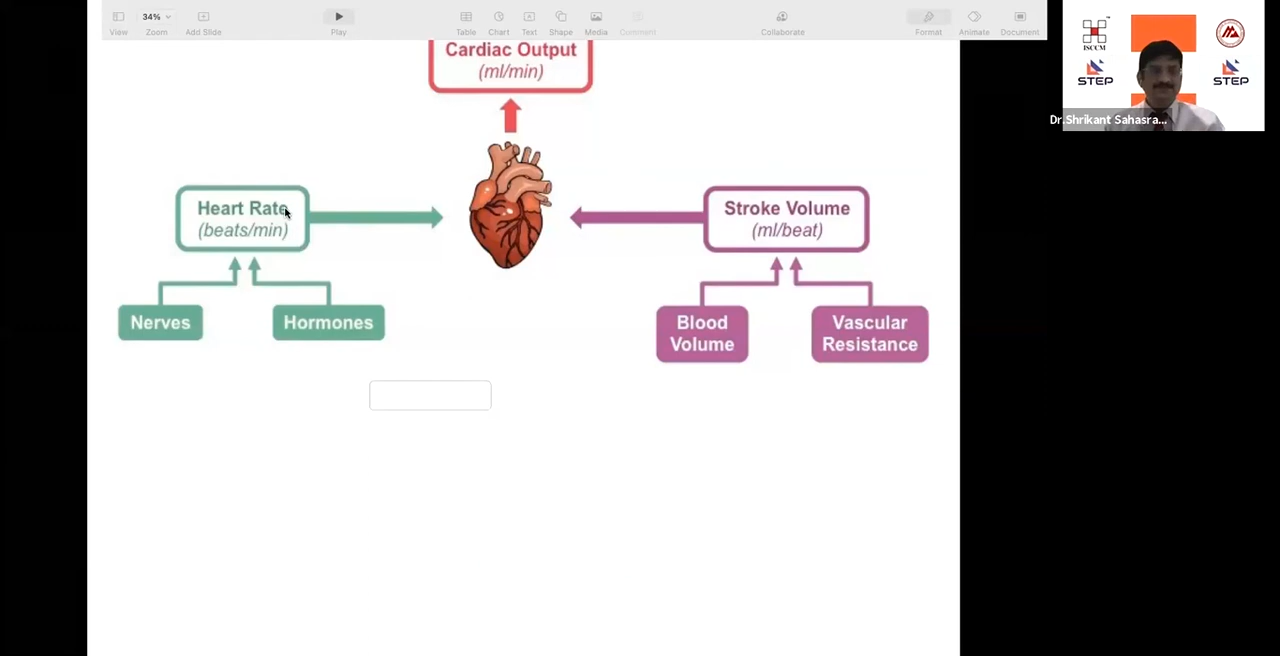 34%
View
Zoom
Add Slide
Play
Table
Chart
Text
Shape
Media
Comment
Collaborate
Format
Animate
Document
Cardiac Output
(ml/min)
Heart Rate
(beats/min)
Stroke Volume
(ml/beat)
Nerves
Hormones
Blood
Volume
Vascular
Resistance
ISCCM
STEP
STEP
Dr.Shrikant Sahasra...